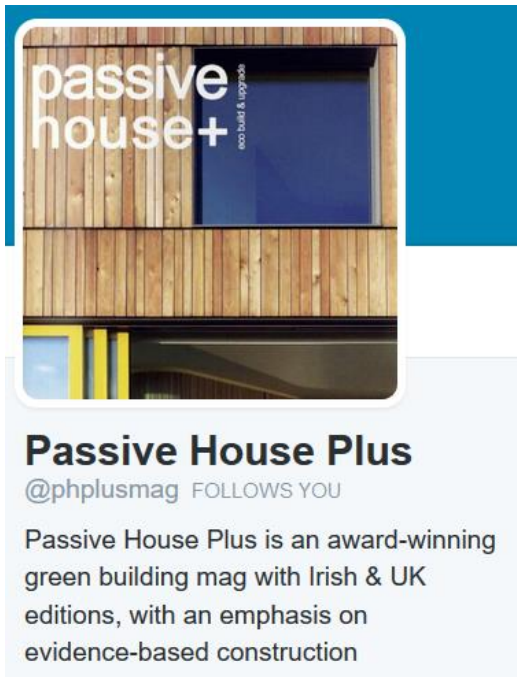 passive
house+
eco build & upgrade
Passive House Plus
@phplusmag FOLLOWS YOU
Passive House Plus is an award-winning
green building mag with Irish & UK
editions, with an emphasis on
evidence-based construction